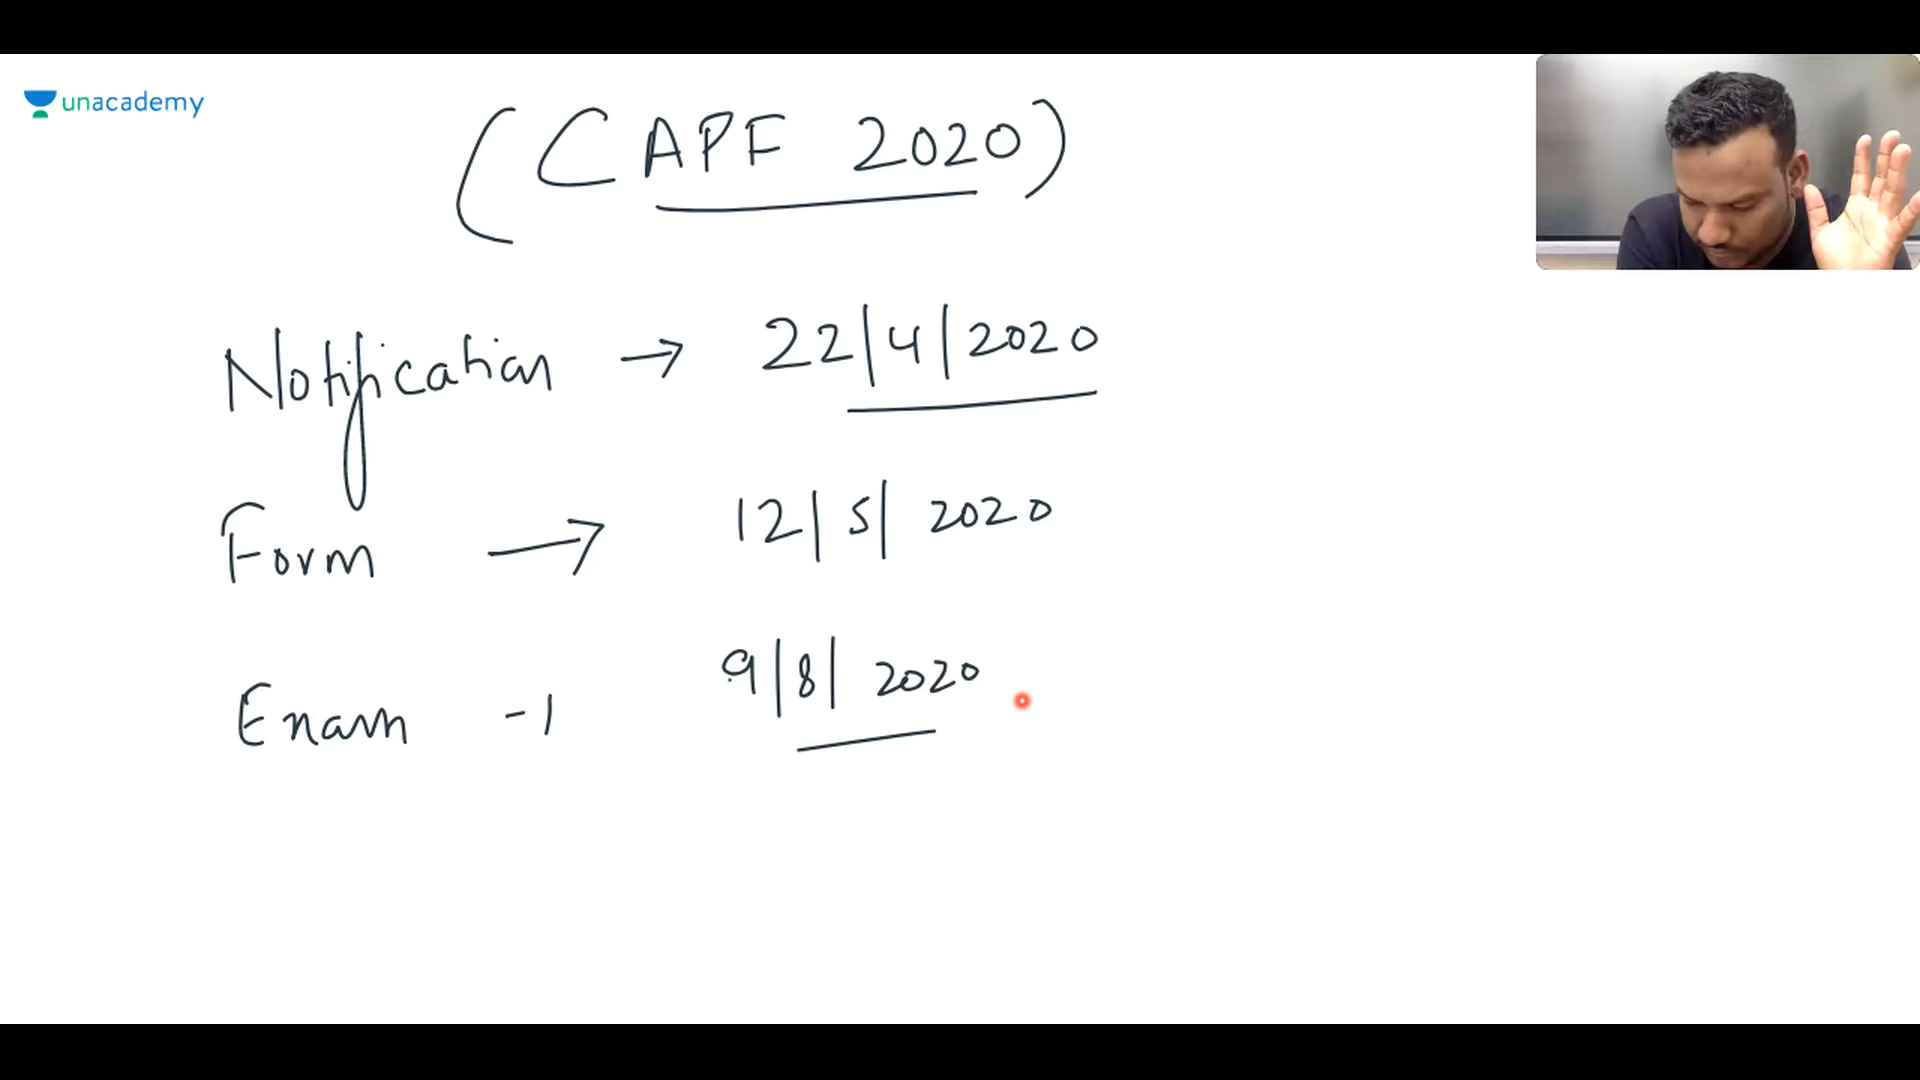 unacademy
(CAPF 2020)
Notification → 22|4|2020
Form → 12|5|2020
Exam -1 9|8|2020